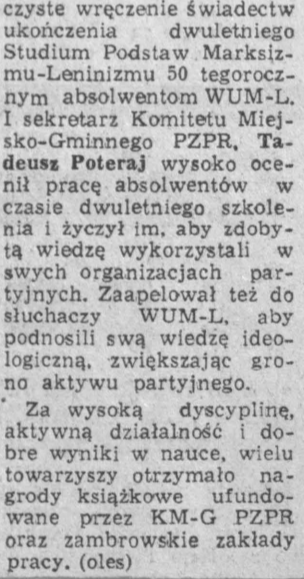 czyste wręczenie świadectw
ukończenia dwuletniego
Studium Podstaw Marksiz-
mu-Leninizmu 50 tegorocz-
nym absolwentom WUM-L.
I sekretarz Komitetu Miej-
sko-Gminnego PZPR, Ta-
deusz Poteraj wysoko oce-
nił pracę absolwentów w
czasie dwuletniego szkole-
nia i życzył im, aby zdoby-
tą wiedzę wykorzystali w
swych organizacjach par-
tyjnych. Zaapelował też do
słuchaczy WUM-L, aby
podnosili swą wiedzę ideo-
logiczną, zwiększając gro-
no aktywu partyjnego.
Za wysoką dyscyplinę,
aktywną działalność i do-
bre wyniki w nauce, wielu
towarzyszy otrzymało na-
grody książkowe ufundo-
wane przez KM-G PZPR
oraz zambrowskie zakłady
pracy. (oles)